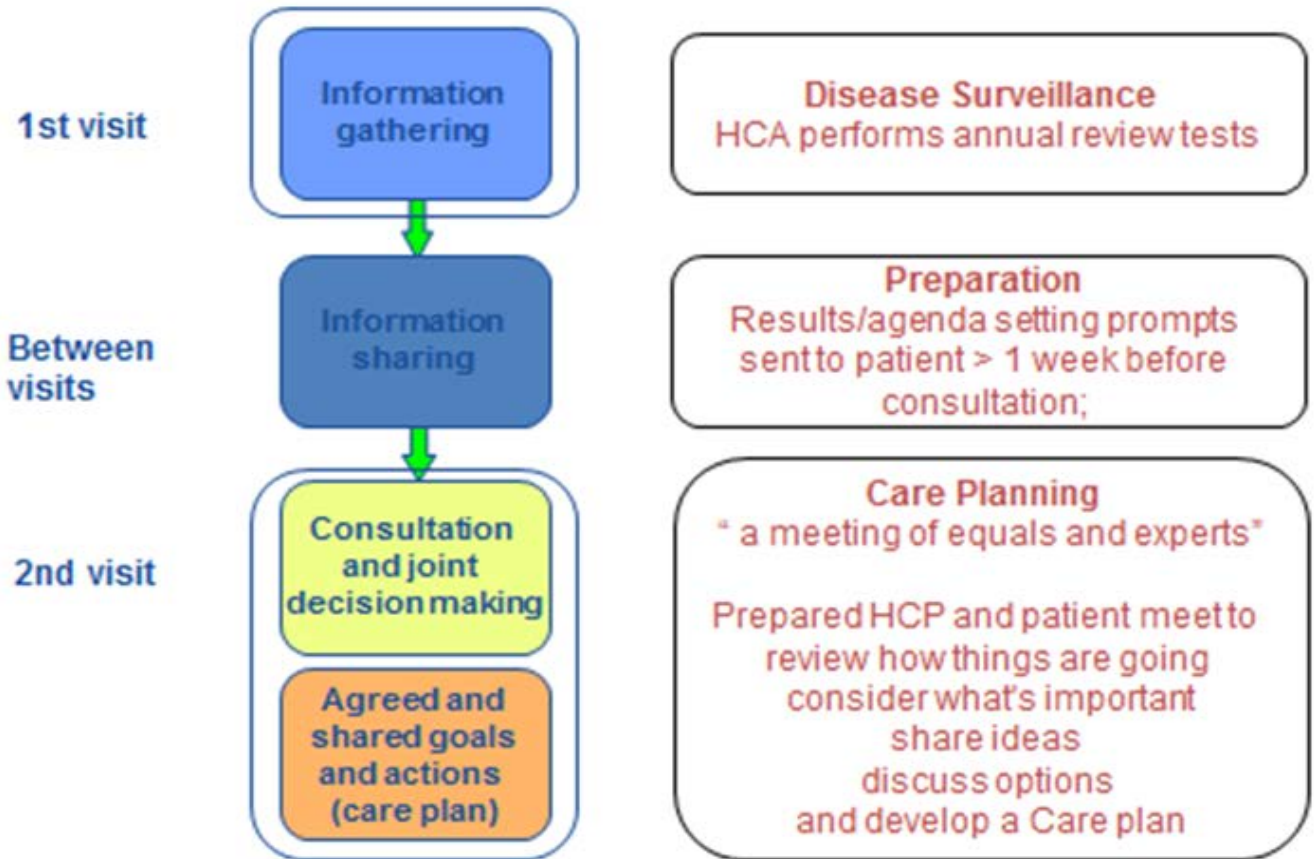 1st visit
Information
gathering
Disease Surveillance
HCA performs annual review tests
Between
visits
Information
sharing
Preparation
Results/agenda setting prompts
sent to patient > 1 week before
consultation;
2nd visit
Consultation
and joint
decision making
Agreed and
shared goals
and actions
(care plan)
Care Planning
“ a meeting of equals and experts”
Prepared HCP and patient meet to
review how things are going
consider what's important
share ideas
discuss options
and develop a Care plan